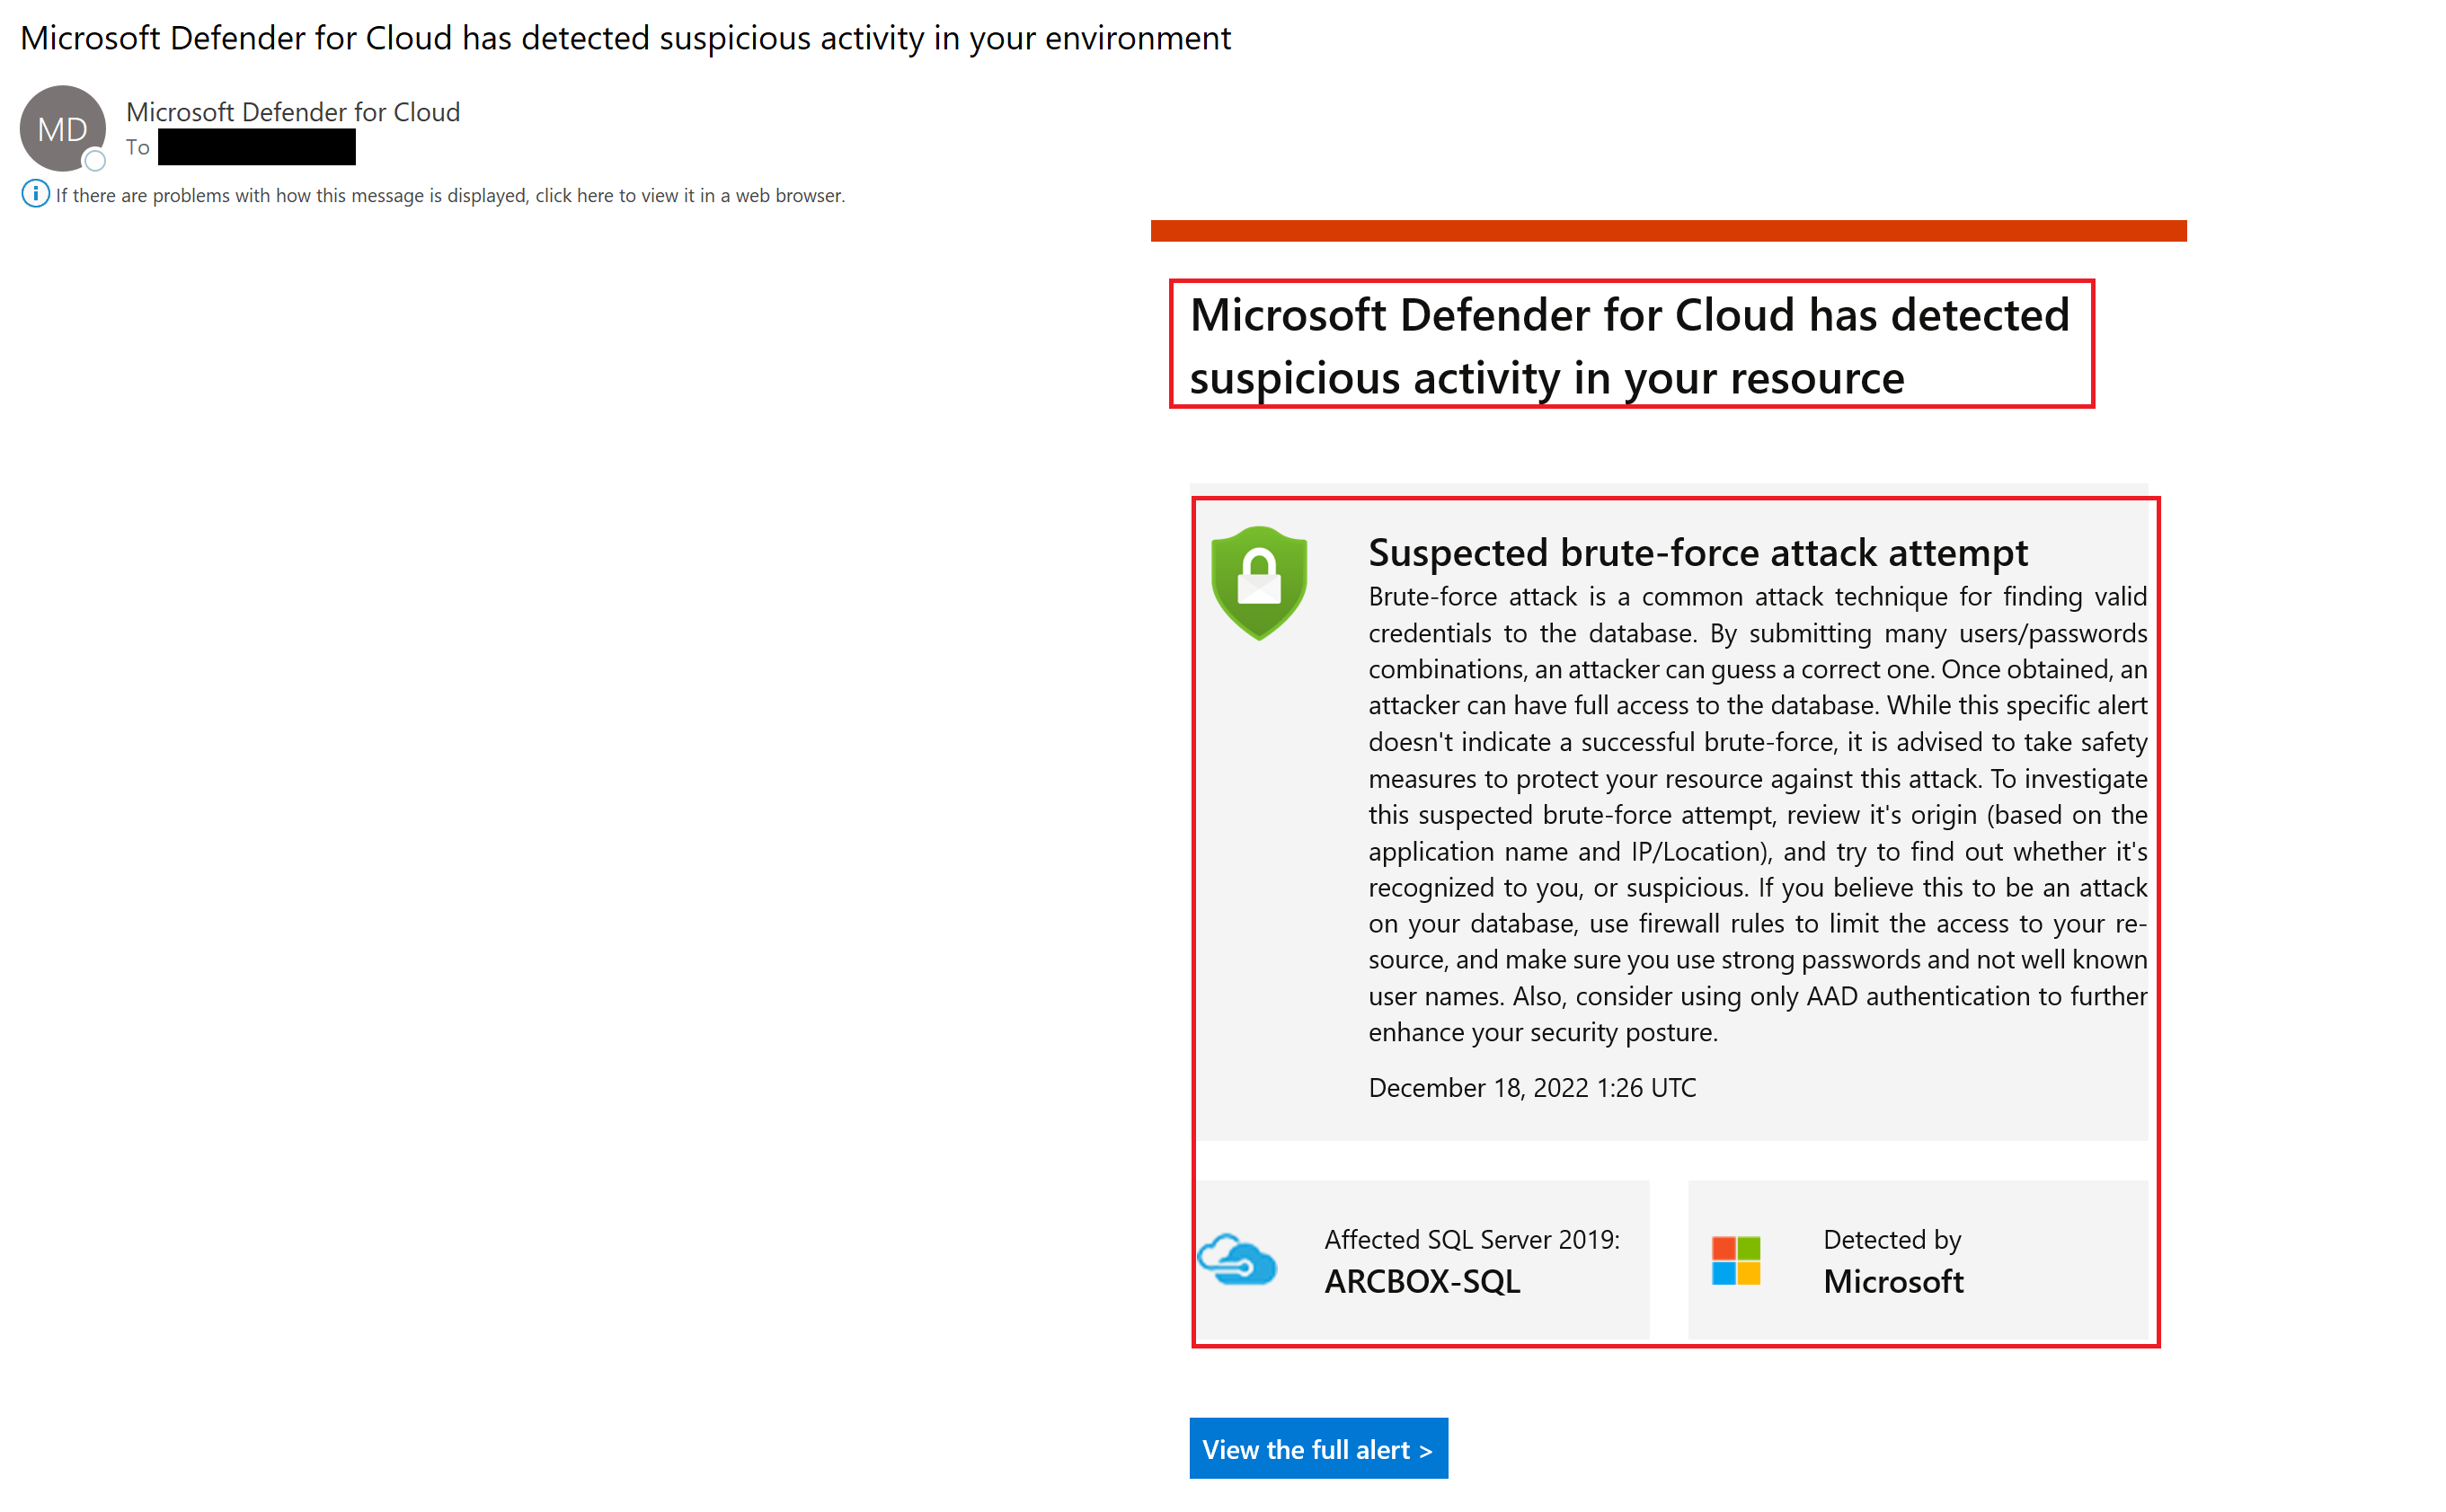 Microsoft Defender for Cloud has detected suspicious activity in your environment
MD
Microsoft Defender for Cloud
To
If there are problems with how this message is displayed, click here to view it in a web browser.
Microsoft Defender for Cloud has detected
suspicious activity in your resource
Suspected brute-force attack attempt
Brute-force attack is a common attack technique for finding valid
credentials to the database. By submitting many users/passwords
combinations, an attacker can guess a correct one. Once obtained, an
attacker can have full access to the database. While this specific alert
doesn't indicate a successful brute-force, it is advised to take safety
measures to protect your resource against this attack. To investigate
this suspected brute-force attempt, review it's origin (based on the
application name and IP/Location), and try to find out whether it's
recognized to you, or suspicious. If you believe this to be an attack
on your database, use firewall rules to limit the access to your re-
source, and make sure you use strong passwords and not well known
user names. Also, consider using only AAD authentication to further
enhance your security posture.
December 18, 2022 1:26 UTC
Affected SQL Server 2019:
ARCBOX-SQL
Detected by
Microsoft
View the full alert >